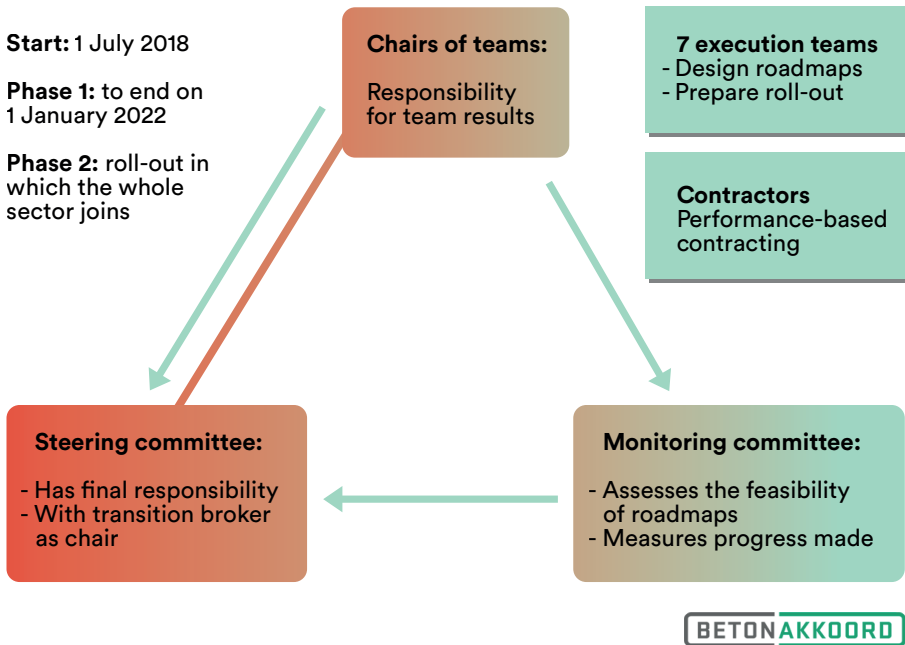 Start: 1 July 2018
Phase 1: to end on
1 January 2022
Phase 2: roll-out in
which the whole
sector joins
Chairs of teams:
Responsibility
for team results
7 execution teams
- Design roadmaps
- Prepare roll-out
Contractors
Performance-based
contracting
Steering committee:
- Has final responsibility
- With transition broker
as chair
Monitoring committee:
- Assesses the feasibility
of roadmaps
- Measures progress made
BETONAKKOORD